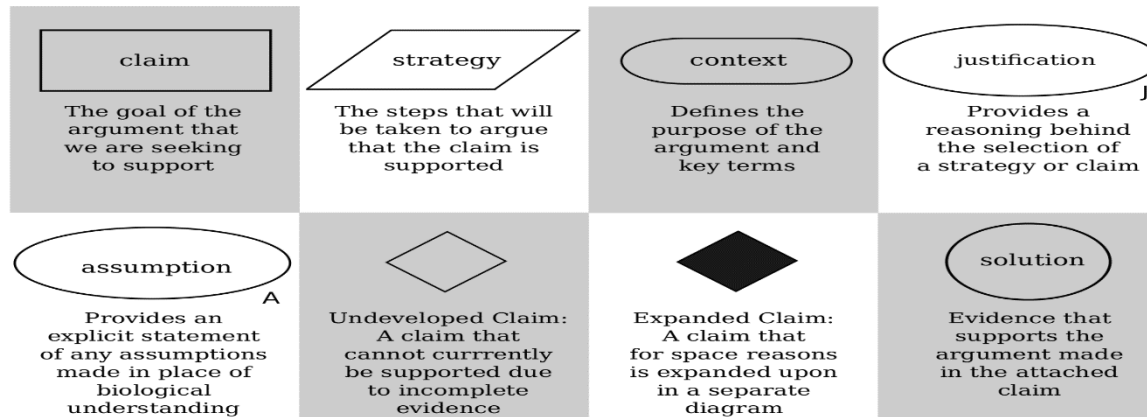 claim
The goal of the
argument that
we are seeking
to support
strategy
The steps that will
be taken to argue
that the claim is
supported
context
Defines the
purpose of the
argument and
key terms
justification
J
Provides a
reasoning behind
the selection of
a strategy or claim
assumption
A
Provides an
explicit statement
of any assumptions
made in place of
biological
understanding
Undeveloped Claim:
A claim that
cannot currrently
be supported due
to incomplete
evidence
Expanded Claim:
A claim that
for space reasons
is expanded upon
in a separate
diagram
solution
Evidence that
supports the
argument made
in the attached
claim